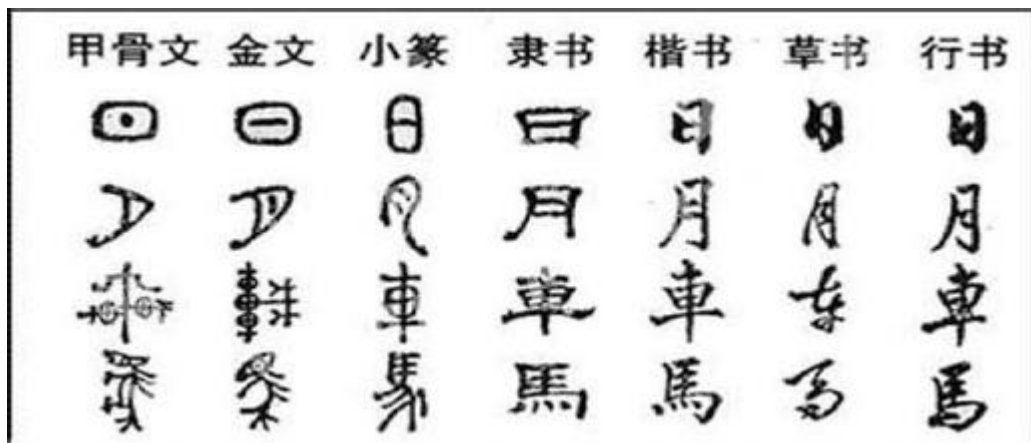 甲骨文 金文 小篆 隶书 楷书 草书 行书
日 日 日 日 日 日 日
月 月 月 月 月 月 月
車 車 車 車 車 車 車
馬 馬 馬 馬 馬 馬 馬